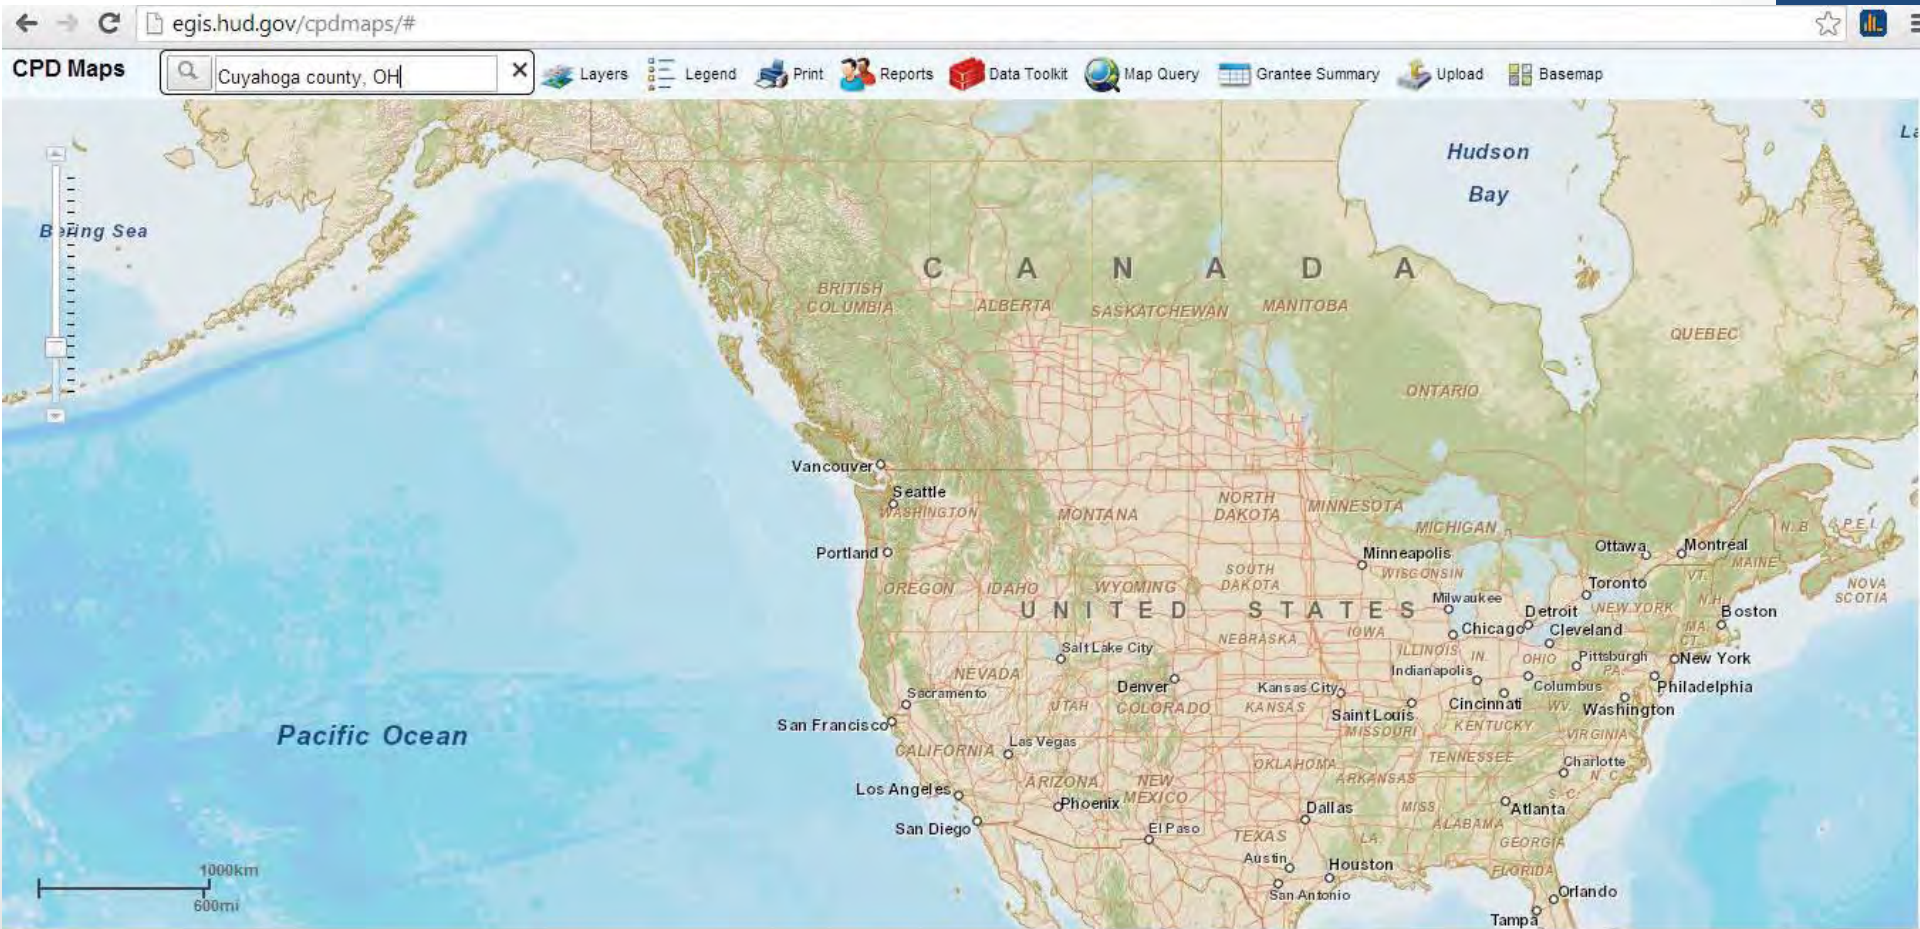 egis.hud.gov/cpdmaps/#
CPD Maps
Cuyahoga county, OH
Layers
Legend
Print
Reports
Data Toolkit
Map Query
Grantee Summary
Upload
Basemap
Hudson
Bay
Bering Sea
CANADA
BRITISH
COLUMBIA
ALBERTA
SASKATCHEWAN
MANITOBA
QUEBEC
ONTARIO
Vancouver
Seattle
WASHINGTON
MONTANA
NORTH
DAKOTA
MINNESOTA
MICHIGAN
N.B
P.E.I.
Portland
Minneapolis
Ottawa
Montréal
MAINE
OREGON
IDAHO
WYOMING
SOUTH
DAKOTA
WISCONSIN
VT.
NOVA
SCOTIA
Toronto
UNITED STATES
Milwaukee
Detroit
NEW YORK
N.H.
Boston
NEBRASKA
IOWA
Chicago
Cleveland
MA.
CT.
Salt Lake City
ILLINOIS
IN.
OHIO
Pittsburgh
PA.
New York
NEVADA
Indianapolis
Denver
Kansas City
Columbus
Philadelphia
Sacramento
UTAH
COLORADO
KANSAS
Saint Louis
Cincinnati
WV.
Washington
San Francisco
MISSOURI
KENTUCKY
VIRGINIA
Pacific Ocean
CALIFORNIA
Las Vegas
OKLAHOMA
TENNESSEE
Charlotte
N. C.
Los Angeles
ARIZONA
NEW
MEXICO
ARKANSAS
S. C.
Phoenix
Dallas
MISS
Atlanta
San Diego
El Paso
TEXAS
LA.
ALABAMA
GEORGIA
Austin
Houston
FLORIDA
San Antonio
Orlando
Tampa
1000km
600mi